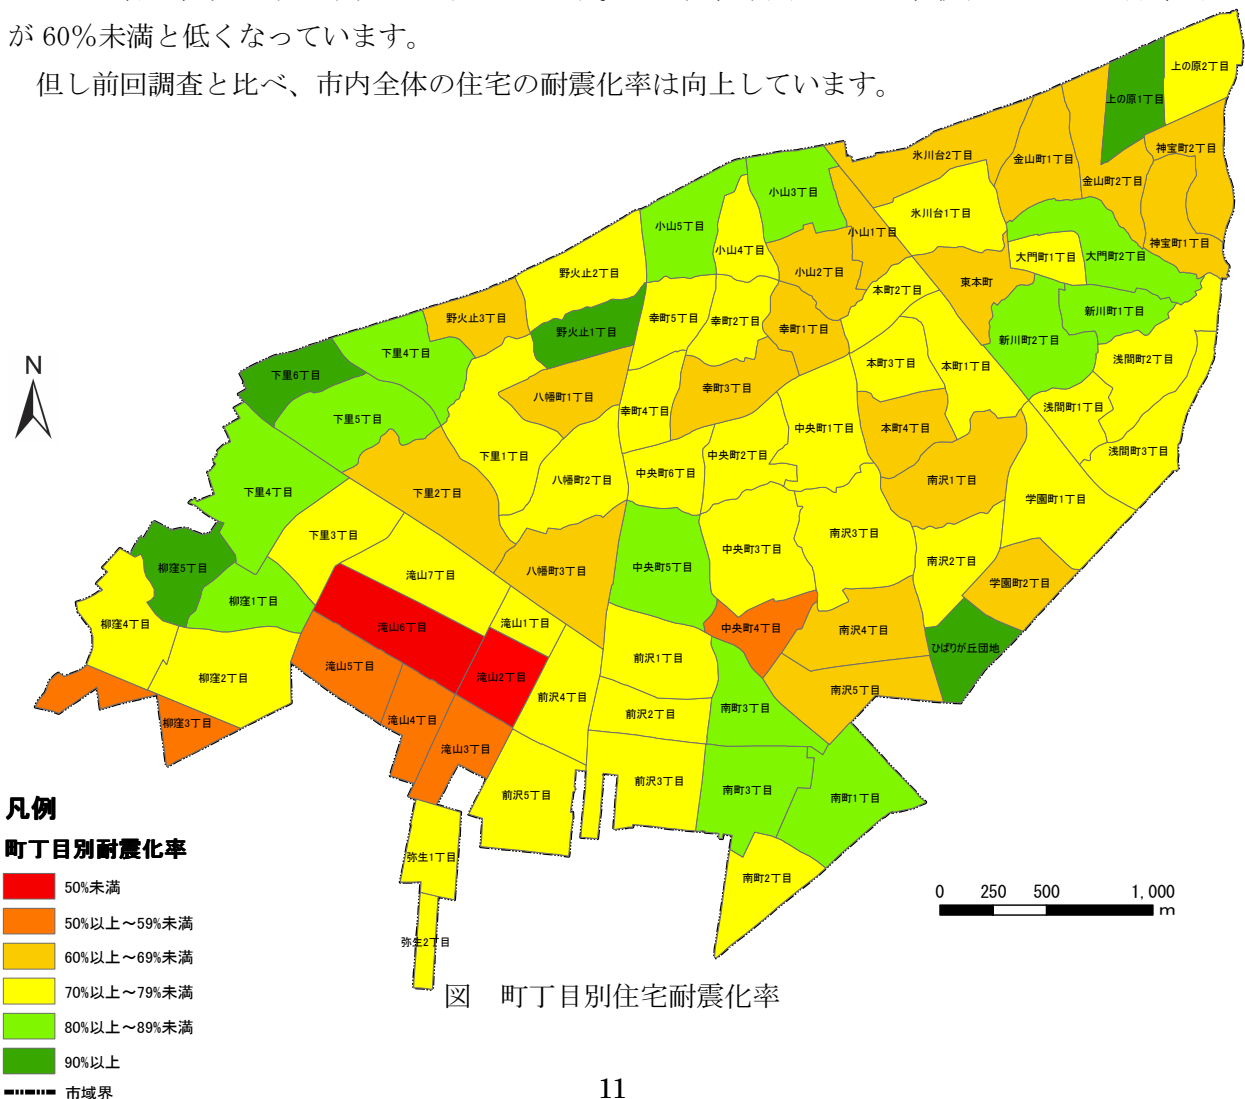 が 60％未満と低くなっています。
但し前回調査と比べ、市内全体の住宅の耐震化率は向上しています。
上の原2丁目
上の原1丁目
神宝町2丁目
氷川台2丁目
金山町1丁目
金山町2丁目
小山3丁目
氷川台1丁目
小山5丁目
小山1丁目
小山4丁目
神宝町1丁目
大門町1丁目
大門町2丁目
野火止2丁目
小山2丁目
東本町
本町2丁目
新川町1丁目
野火止3丁目
幸町5丁目
幸町2丁目
幸町1丁目
野火止1丁目
新川町2丁目
下里4丁目
浅間町2丁目
本町3丁目
本町1丁目
N
下里6丁目
幸町3丁目
八幡町1丁目
幸町4丁目
浅間町1丁目
下里5丁目
中央町1丁目
本町4丁目
浅間町3丁目
下里1丁目
中央町2丁目
中央町6丁目
八幡町2丁目
南沢1丁目
下里4丁目
下里2丁目
学園町1丁目
下里3丁目
南沢3丁目
中央町3丁目
南沢2丁目
柳窪5丁目
滝山7丁目
八幡町3丁目
中央町5丁目
学園町2丁目
柳窪1丁目
柳窪4丁目
滝山6丁目
滝山1丁目
中央町4丁目
南沢4丁目
ひばりが丘団地
前沢1丁目
滝山5丁目
柳窪2丁目
滝山2丁目
南沢5丁目
前沢4丁目
南町3丁目
前沢2丁目
柳窪3丁目
滝山4丁目
滝山3丁目
前沢3丁目
前沢5丁目
南町3丁目
南町1丁目
弥生1丁目
南町2丁目
弥生2丁目
凡例
町丁目別耐震化率
50%未満
50%以上～59%未満
60%以上～69%未満
70%以上～79%未満
80%以上～89%未満
90%以上
市域界
0 250 500 1,000
m
図　町丁目別住宅耐震化率
11